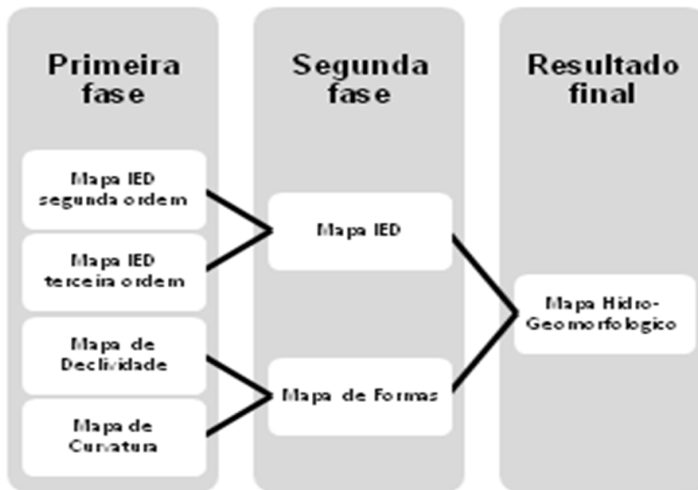 Primeira
fase
Mapa IED
segunda ordem
Mapa IED
terceira ordem
Mapa de
Declividade
Mapa de
Curvatura
Segunda
fase
Mapa IED
Mapa de Formas
Resultado
final
Mapa Hidro-
Geomorfologico